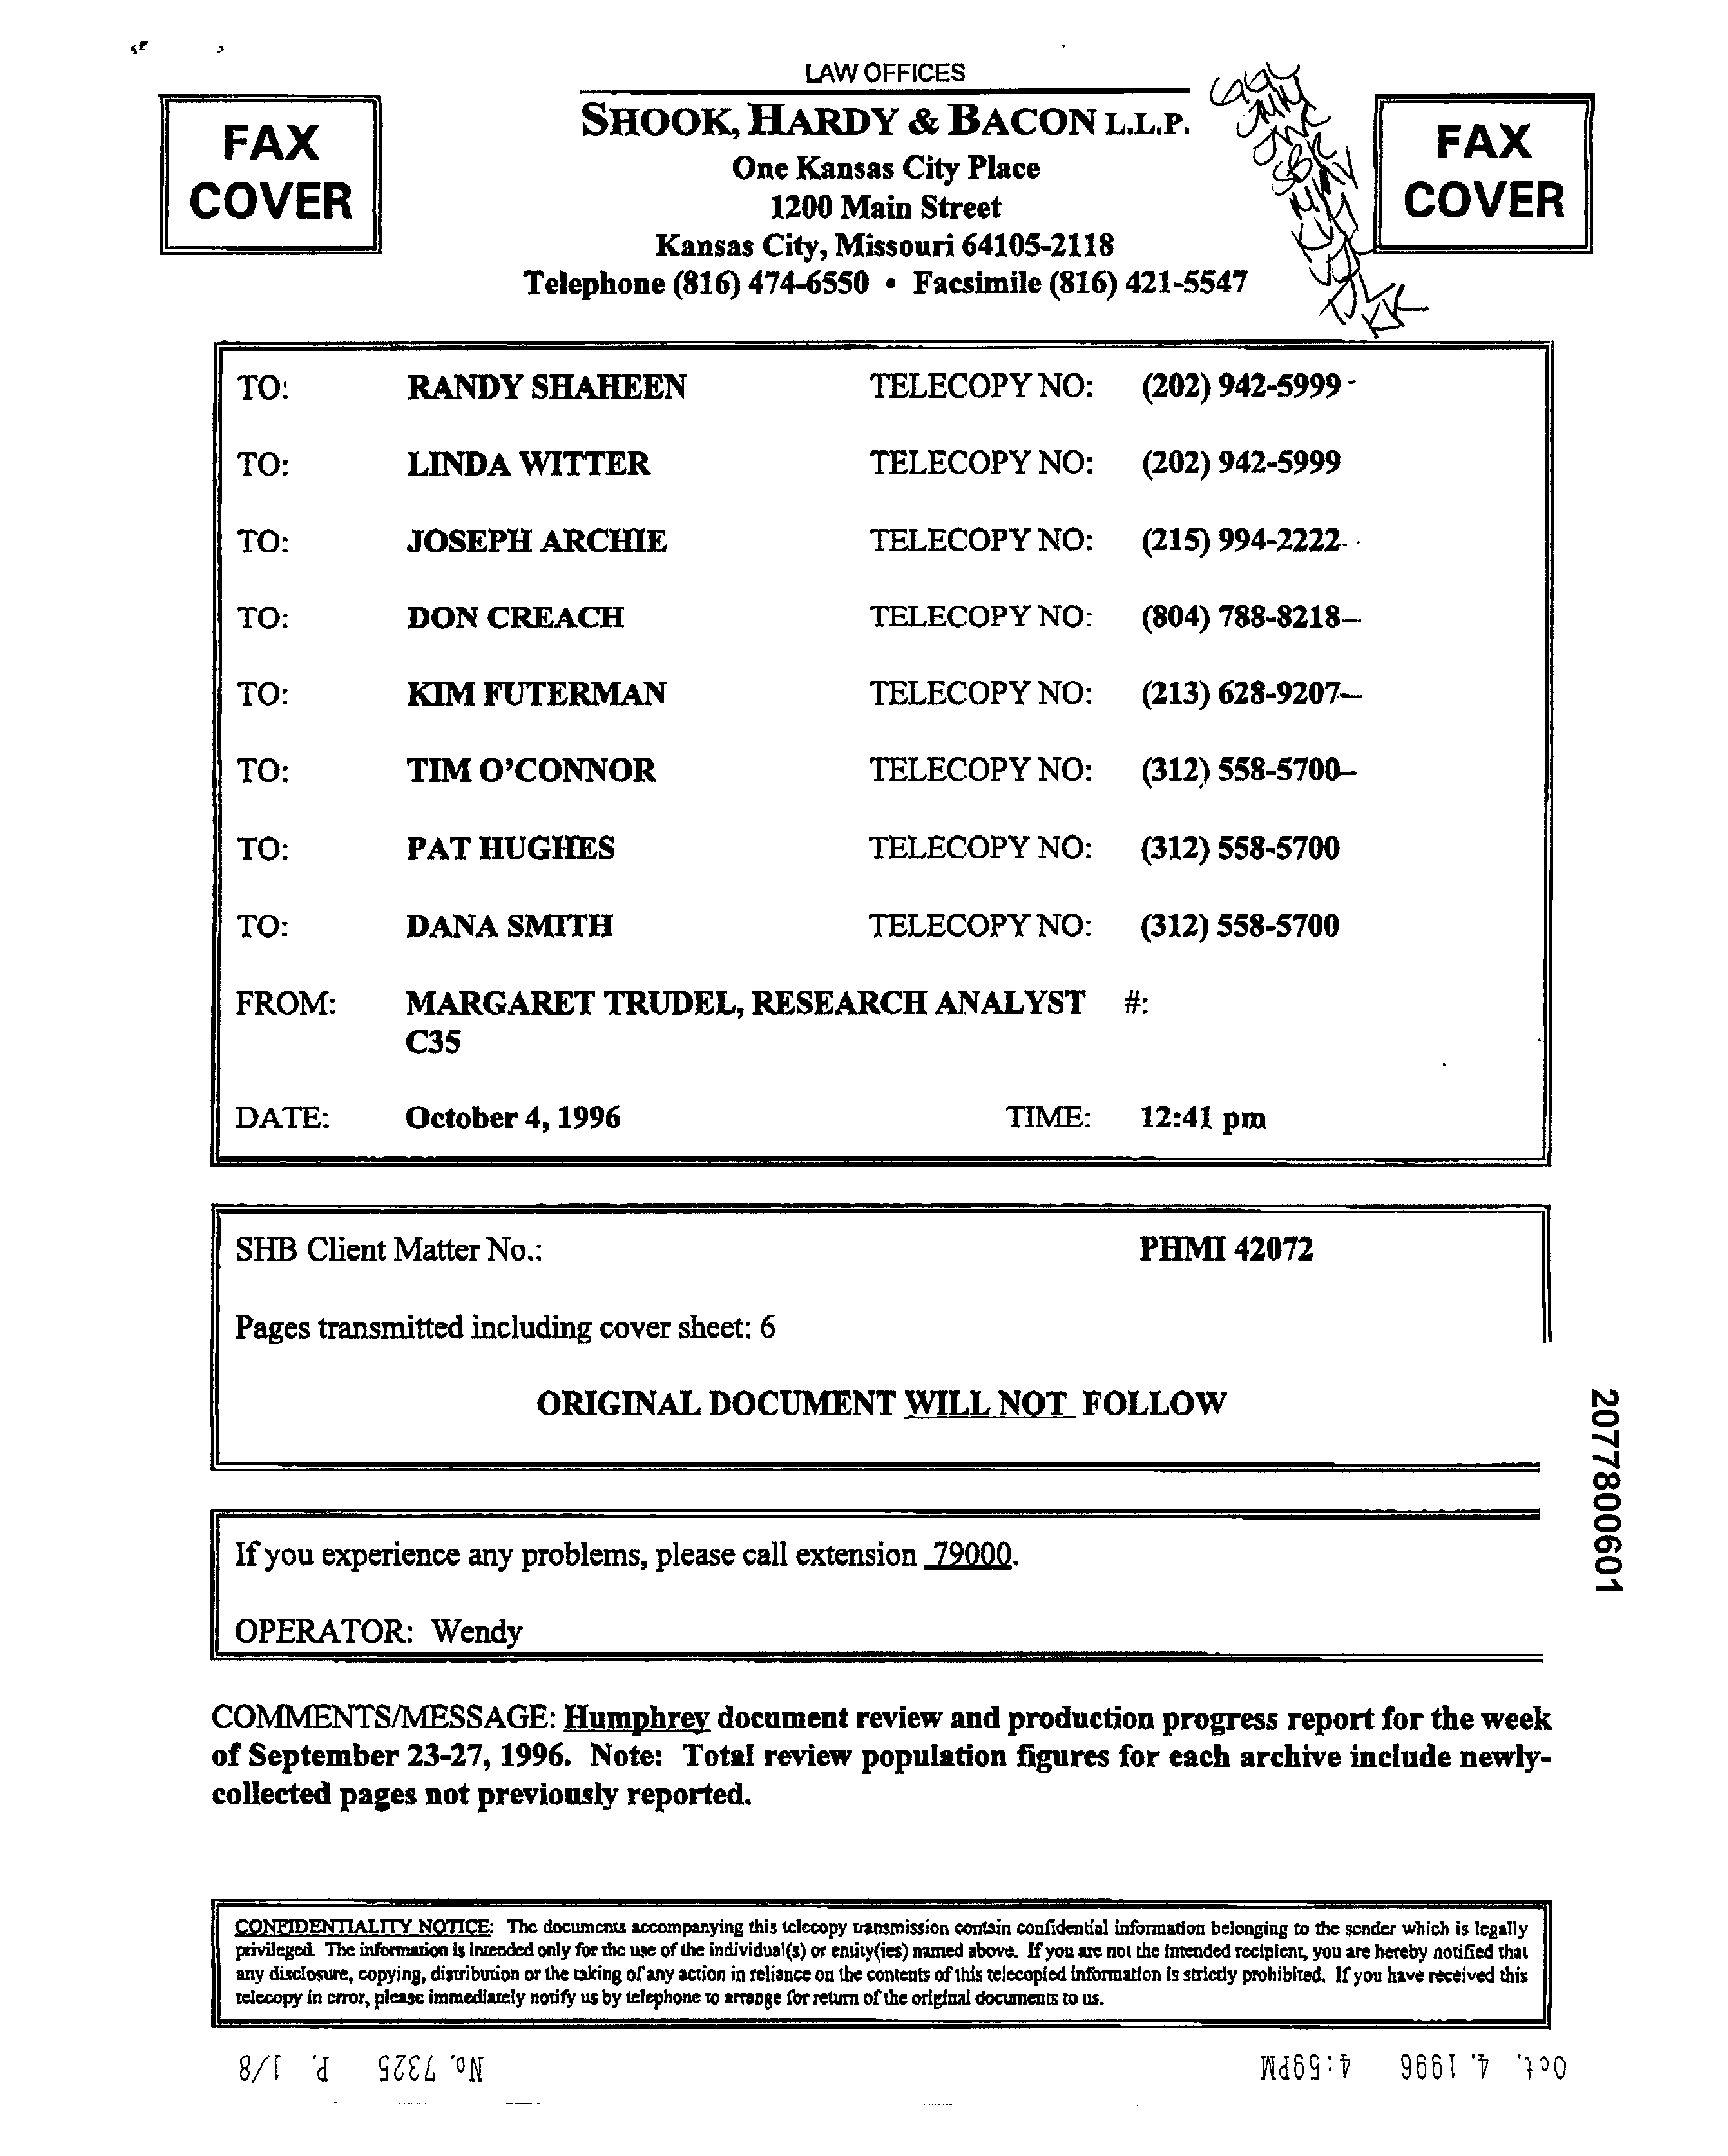 LAW OFFICES
SHOOK, HARDY & BACON L.L.P.
One Kansas City Place
1200 Main Street
Kansas City, Missouri 64105-2118
Telephone (816) 474-6550 • Facsimile (816) 421-5547
FAX COVER
FAX COVER
TO: RANDY SHAHEEN TELECOPY NO: (202) 942-5999
TO: LINDA WITTER TELECOPY NO: (202) 942-5999
TO: JOSEPH ARCHIE TELECOPY NO: (215) 994-2222
TO: DON CREACH TELECOPY NO: (804) 788-8218
TO: KIM FUTERMAN TELECOPY NO: (213) 628-9207
TO: TIM O'CONNOR TELECOPY NO: (312) 558-5700
TO: PAT HUGHES TELECOPY NO: (312) 558-5700
TO: DANA SMITH TELECOPY NO: (312) 558-5700
FROM: MARGARET TRUDEL, RESEARCH ANALYST #:
C35
DATE: October 4, 1996 TIME: 12:41 pm
SHB Client Matter No.: PHMI 42072
Pages transmitted including cover sheet: 6
ORIGINAL DOCUMENT WILL NOT FOLLOW
2077800601
If you experience any problems, please call extension 79000.
OPERATOR: Wendy
COMMENTS/MESSAGE: Humphrey document review and production progress report for the week
of September 23-27, 1996. Note: Total review population figures for each archive include newly-
collected pages not previously reported.
CONFIDENTIALITY NOTICE: The documents accompanying this telecopy transmission contain confidential information belonging to the sender which is legally
privileged. The information is intended only for the use of the individual(s) or entity(ies) named above. If you are not the intended recipient, you are hereby notified that
any disclosure, copying, distribution or the taking of any action in reliance on the contents of this telecopied information is strictly prohibited. If you have received this
telecopy in error, please immediately notify us by telephone to arrange for return of the original documents to us.
Oct. 4. 1996 4:59PM No. 7325 P. 1/8